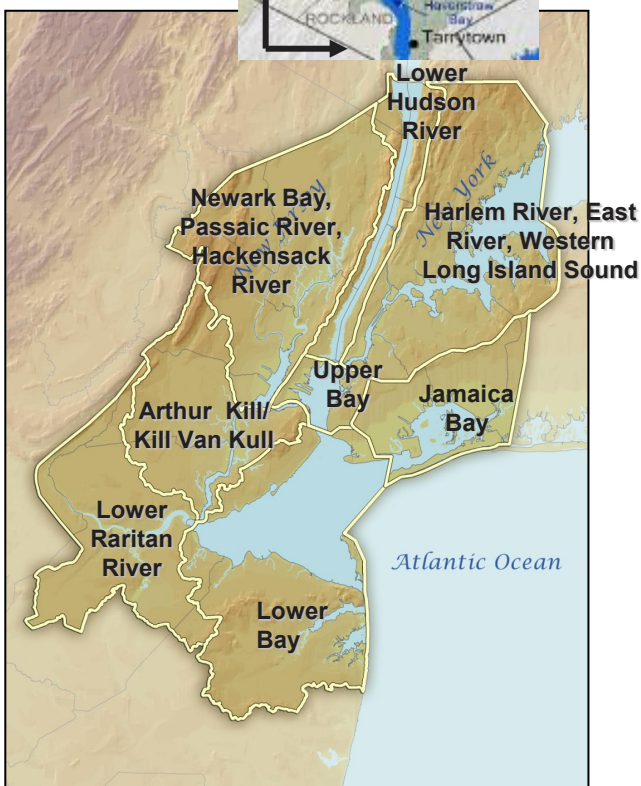 Haverstraw
Bay
ROCKLAND
Tarrytown
Lower
Hudson
River
New Jersey
New York
Newark Bay,
Passaic River,
Hackensack
River
Harlem River, East
River, Western
Long Island Sound
Upper
Bay
Jamaica
Bay
Arthur Kill/
Kill Van Kull
Lower
Raritan
River
Atlantic Ocean
Lower
Bay